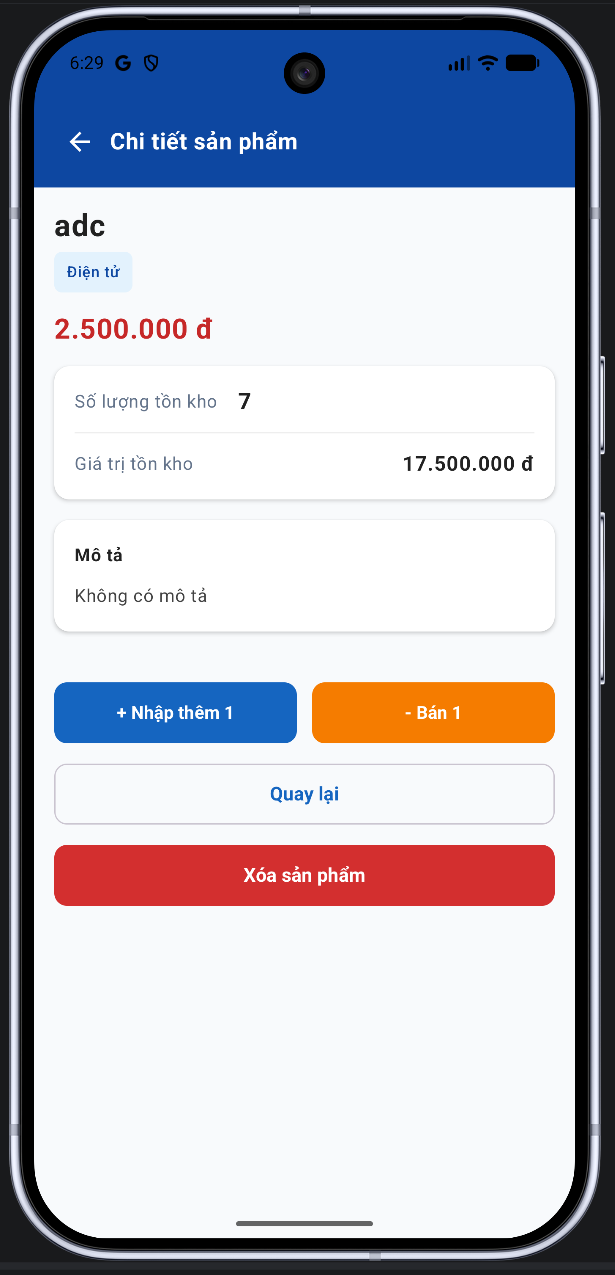 6:29
Chi tiết sản phẩm
adc
Điện tử
2.500.000 đ
Số lượng tồn kho 7
Giá trị tồn kho 17.500.000 đ
Mô tả
Không có mô tả
+ Nhập thêm 1 - Bán 1
Quay lại
Xóa sản phẩm